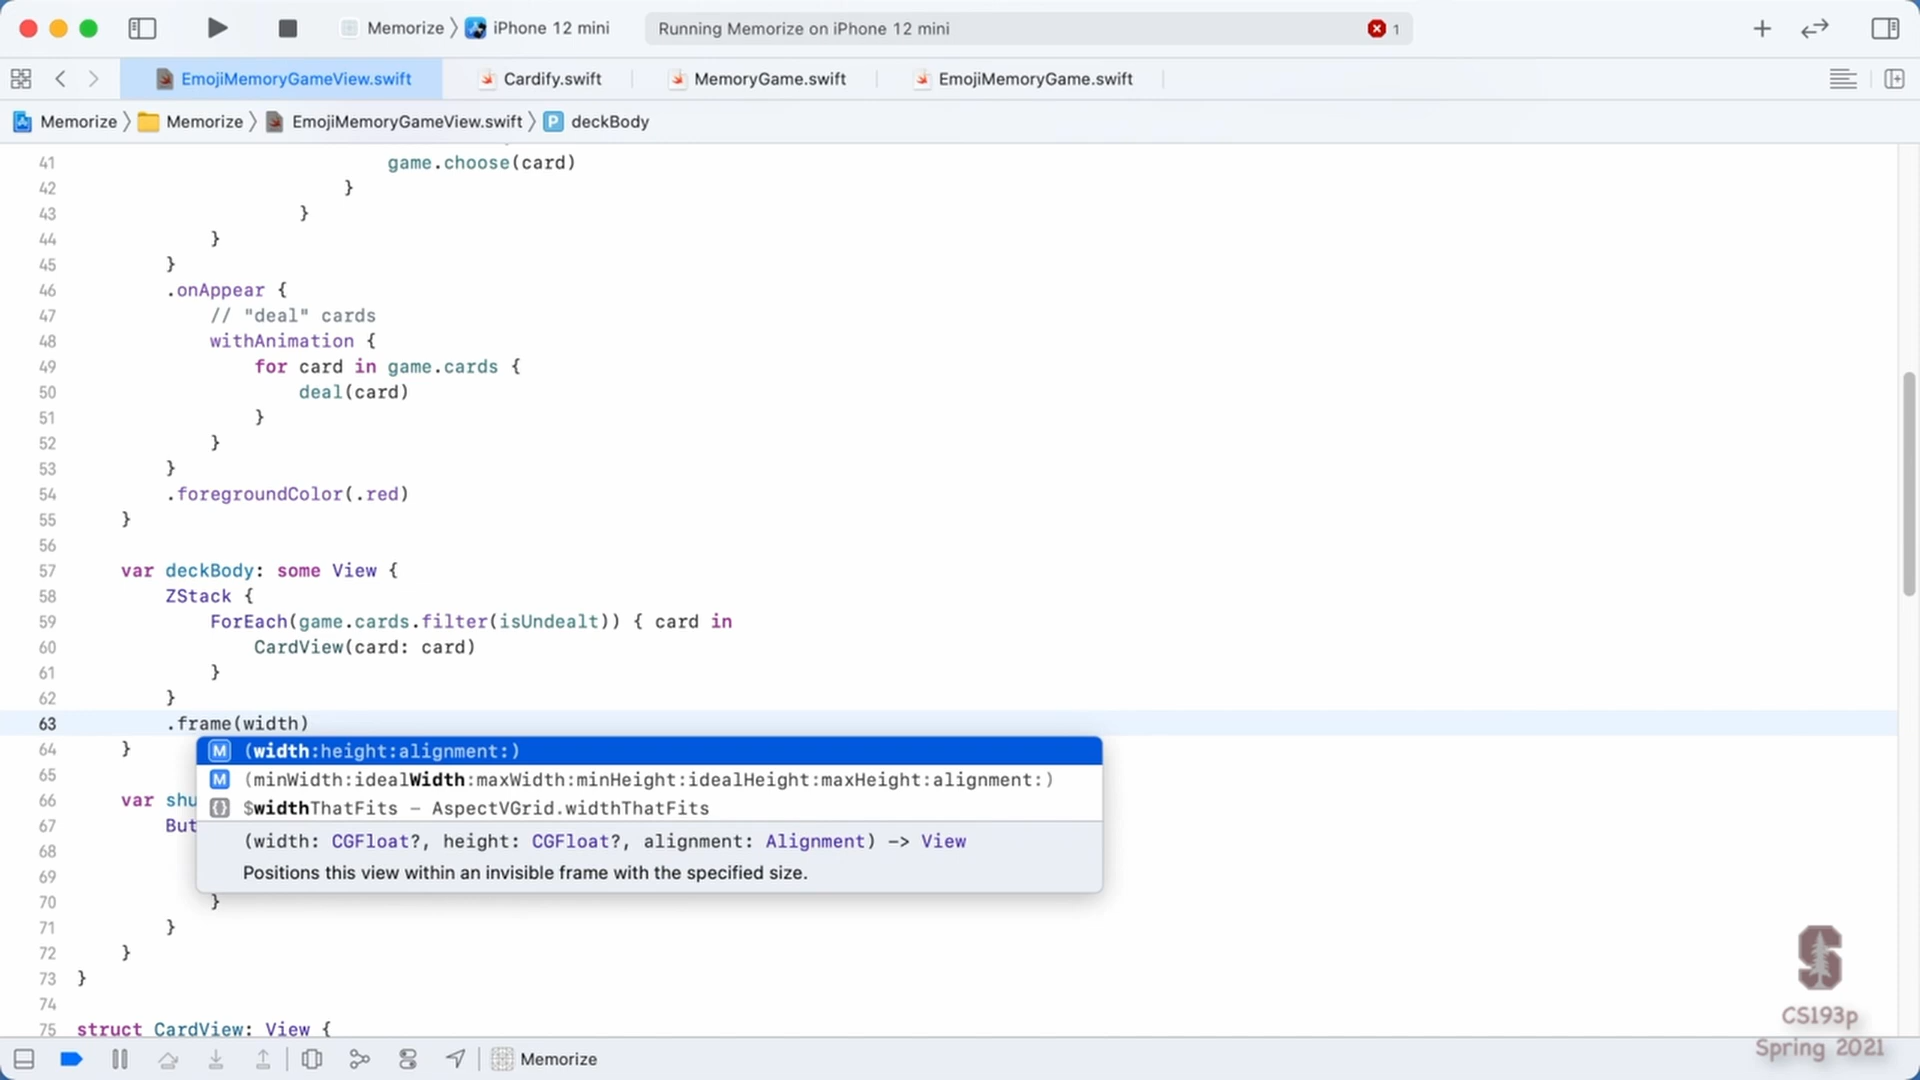 Memorize 〉 iPhone 12 mini
Running Memorize on iPhone 12 mini
1
EmojiMemoryGameView.swift
Cardify.swift
MemoryGame.swift
EmojiMemoryGame.swift
Memorize 〉 Memorize 〉 EmojiMemoryGameView.swift 〉 P deckBody
41 game.choose(card)
42 }
43 }
44 }
45 }
46 .onAppear {
47 // "deal" cards
48 withAnimation {
49 for card in game.cards {
50 deal(card)
51 }
52 }
53 }
54 .foregroundColor(.red)
55 }
56
57 var deckBody: some View {
58 ZStack {
59 ForEach(game.cards.filter(isUndealt)) { card in
60 CardView(card: card)
61 }
62 }
63 .frame(width)
64 }
M (width:height:alignment:)
M (minWidth:idealWidth:maxWidth:minHeight:idealHeight:maxHeight:alignment:)
{} $widthThatFits – AspectVGrid.widthThatFits
(width: CGFloat?, height: CGFloat?, alignment: Alignment) -> View
Positions this view within an invisible frame with the specified size.
65
66 var shu
67 But
68
69
70 }
71 }
72 }
73 }
74
75 struct CardView: View {
Memorize
S
CS193p
Spring 2021